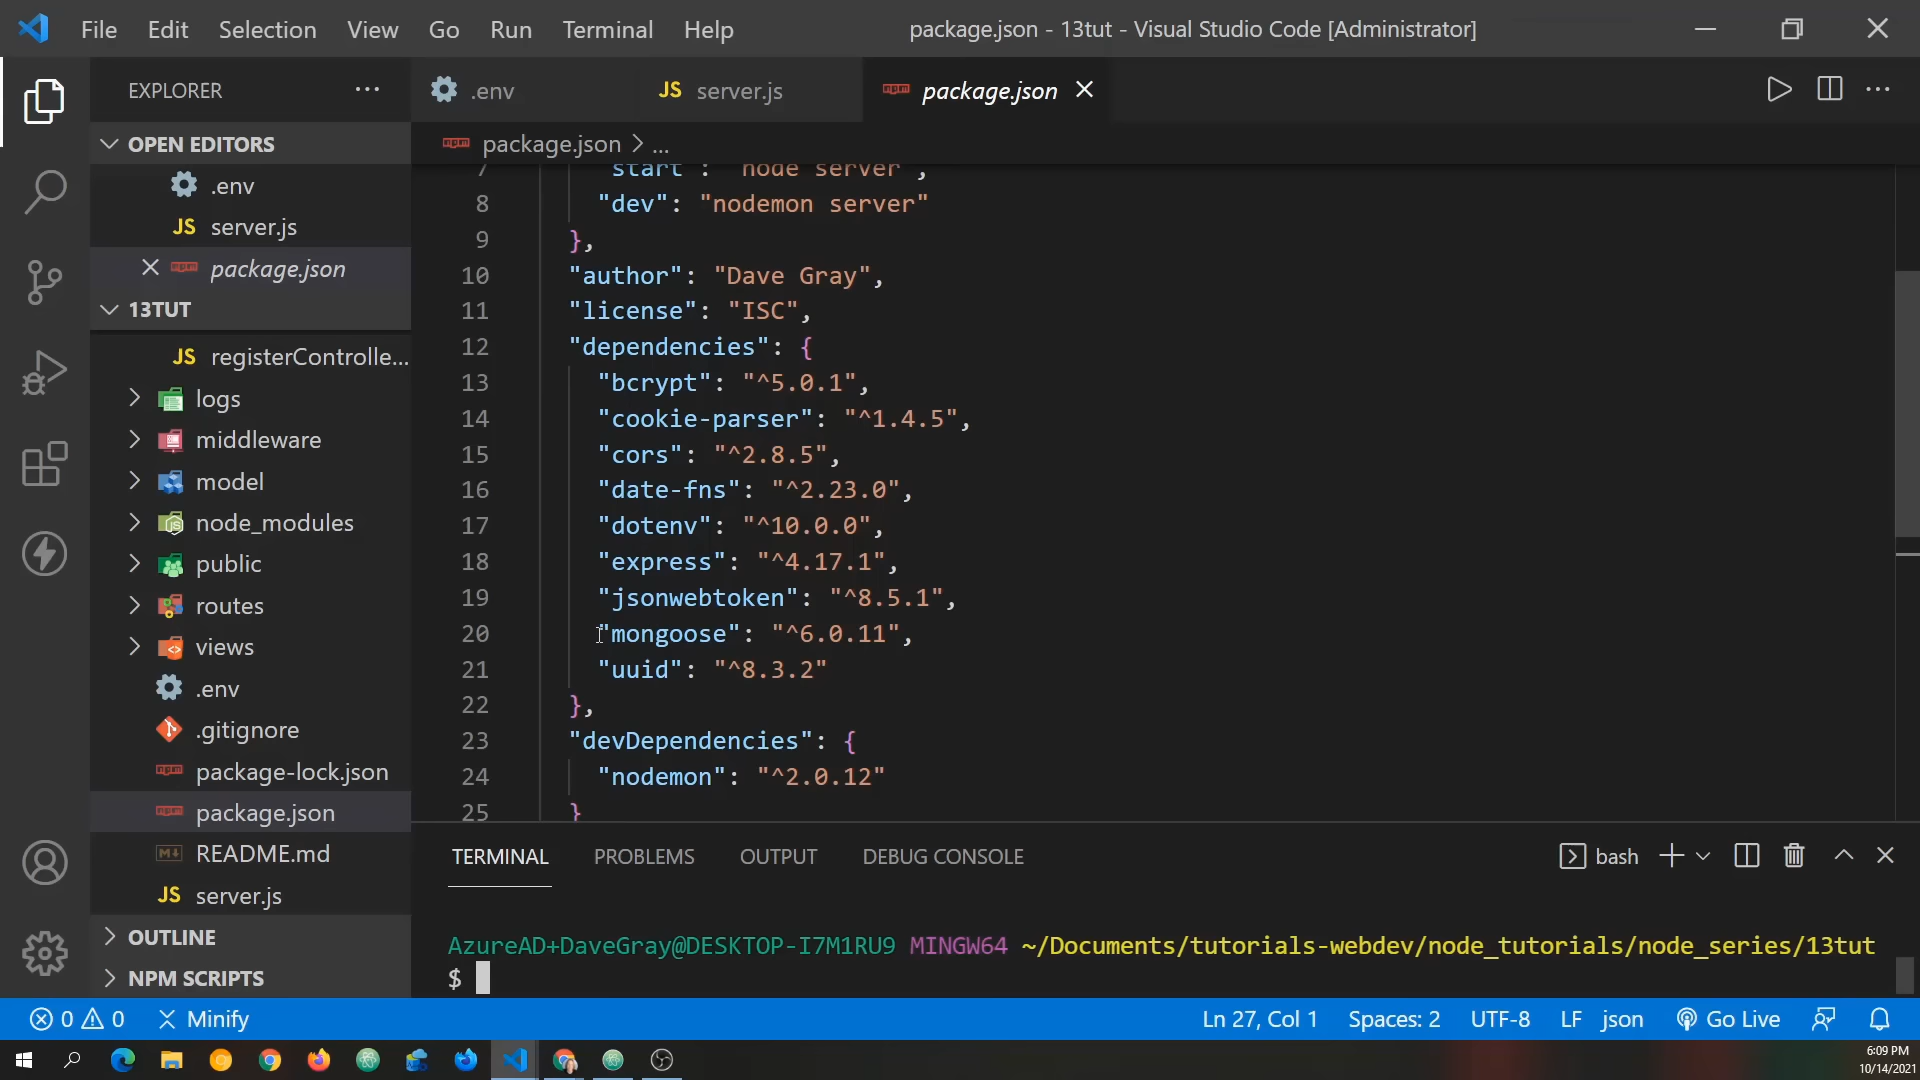 File Edit Selection View Go Run Terminal Help package.json - 13tut - Visual Studio Code [Administrator]
EXPLORER
OPEN EDITORS
.env
JS server.js
package.json
13TUT
JS registerControlle...
logs
middleware
model
node_modules
public
routes
views
.env
.gitignore
package-lock.json
package.json
README.md
JS server.js
OUTLINE
NPM SCRIPTS
.env JS server.js package.json
package.json > ...
7 "start": "node server",
8 "dev": "nodemon server"
9 },
10 "author": "Dave Gray",
11 "license": "ISC",
12 "dependencies": {
13 "bcrypt": "^5.0.1",
14 "cookie-parser": "^1.4.5",
15 "cors": "^2.8.5",
16 "date-fns": "^2.23.0",
17 "dotenv": "^10.0.0",
18 "express": "^4.17.1",
19 "jsonwebtoken": "^8.5.1",
20 "mongoose": "^6.0.11",
21 "uuid": "^8.3.2"
22 },
23 "devDependencies": {
24 "nodemon": "^2.0.12"
25 }
TERMINAL PROBLEMS OUTPUT DEBUG CONSOLE bash
AzureAD+DaveGray@DESKTOP-I7M1RU9 MINGW64 ~/Documents/tutorials-webdev/node_tutorials/node_series/13tut
$
0 0 Minify Ln 27, Col 1 Spaces: 2 UTF-8 LF json Go Live
6:09 PM
10/14/2021